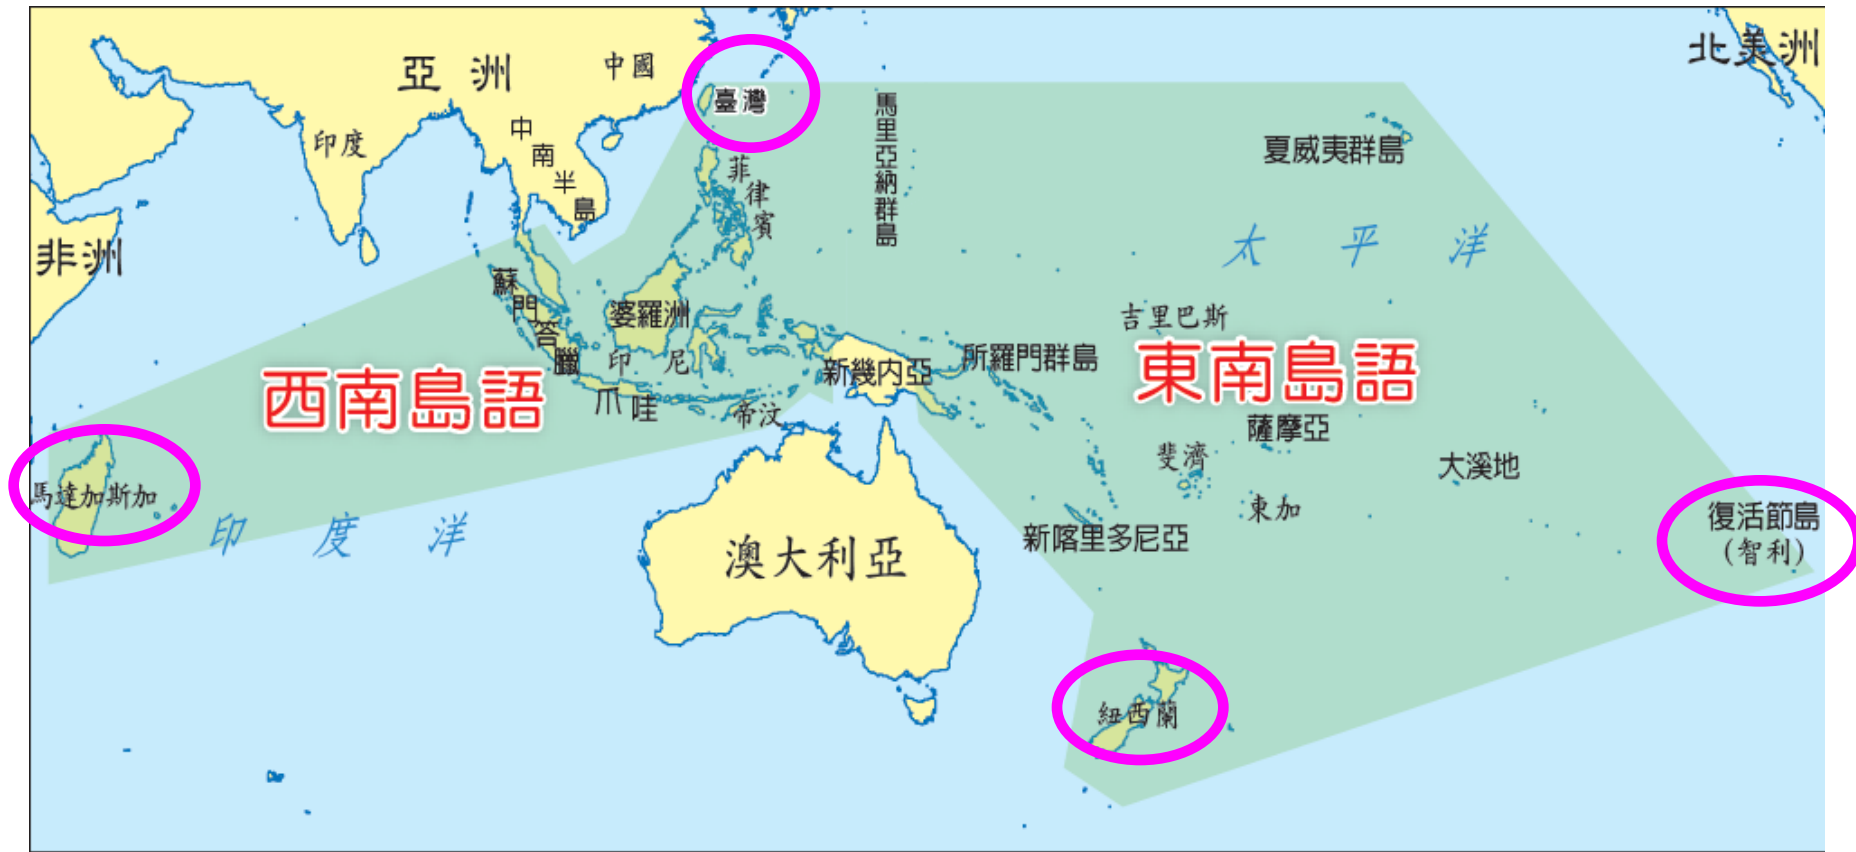 亞洲
中國
北美洲
臺灣
印度
中南半島
菲律賓
馬里亞納群島
夏威夷群島
非洲
太平洋
蘇門答臘
婆羅洲
吉里巴斯
印尼
新幾內亞
所羅門群島
西南島語
東南島語
爪哇
帝汶
薩摩亞
斐濟
大溪地
馬達加斯加
東加
復活節島
(智利)
印度洋
新喀里多尼亞
澳大利亞
紐西蘭